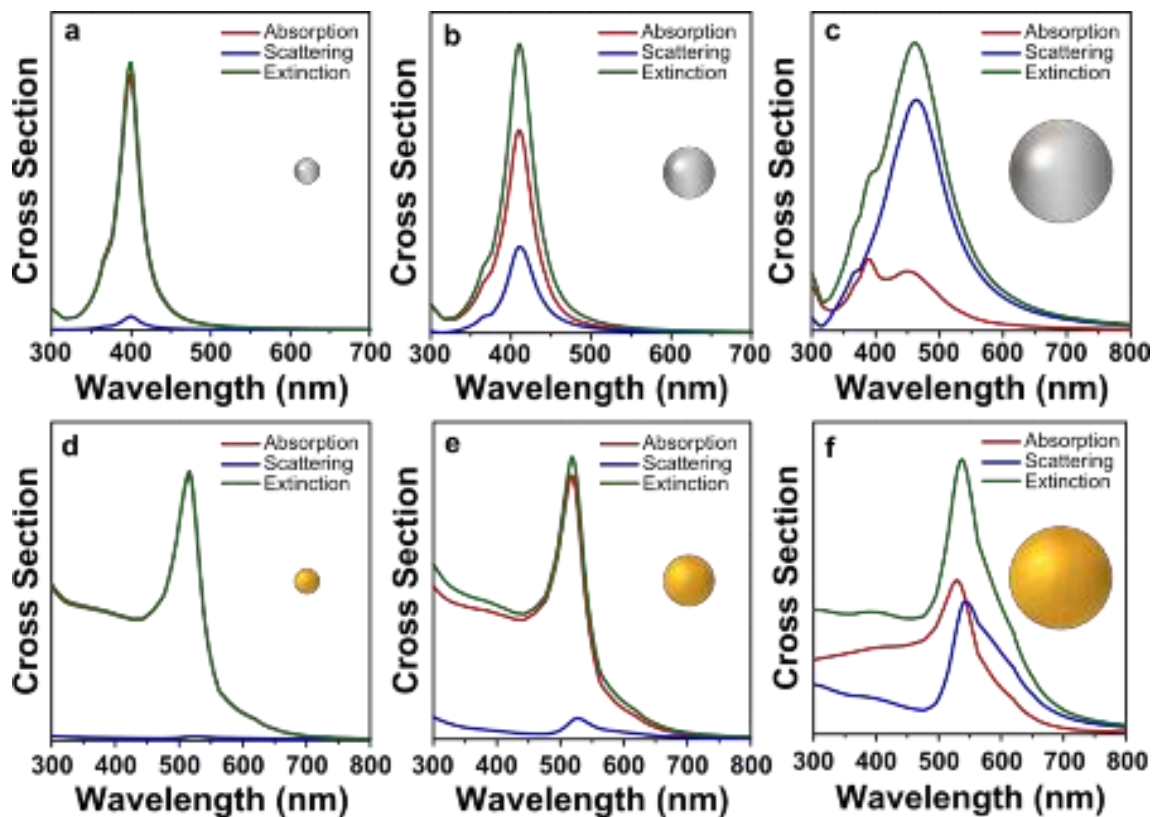 a
Absorption
Scattering
Extinction
Cross Section
300 400 500 600 700
Wavelength (nm)
b
Absorption
Scattering
Extinction
Cross Section
300 400 500 600 700
Wavelength (nm)
c
Absorption
Scattering
Extinction
Cross Section
300 400 500 600 700 800
Wavelength (nm)
d
Absorption
Scattering
Extinction
Cross Section
300 400 500 600 700 800
Wavelength (nm)
e
Absorption
Scattering
Extinction
Cross Section
300 400 500 600 700 800
Wavelength (nm)
f
Absorption
Scattering
Extinction
Cross Section
300 400 500 600 700 800
Wavelength (nm)